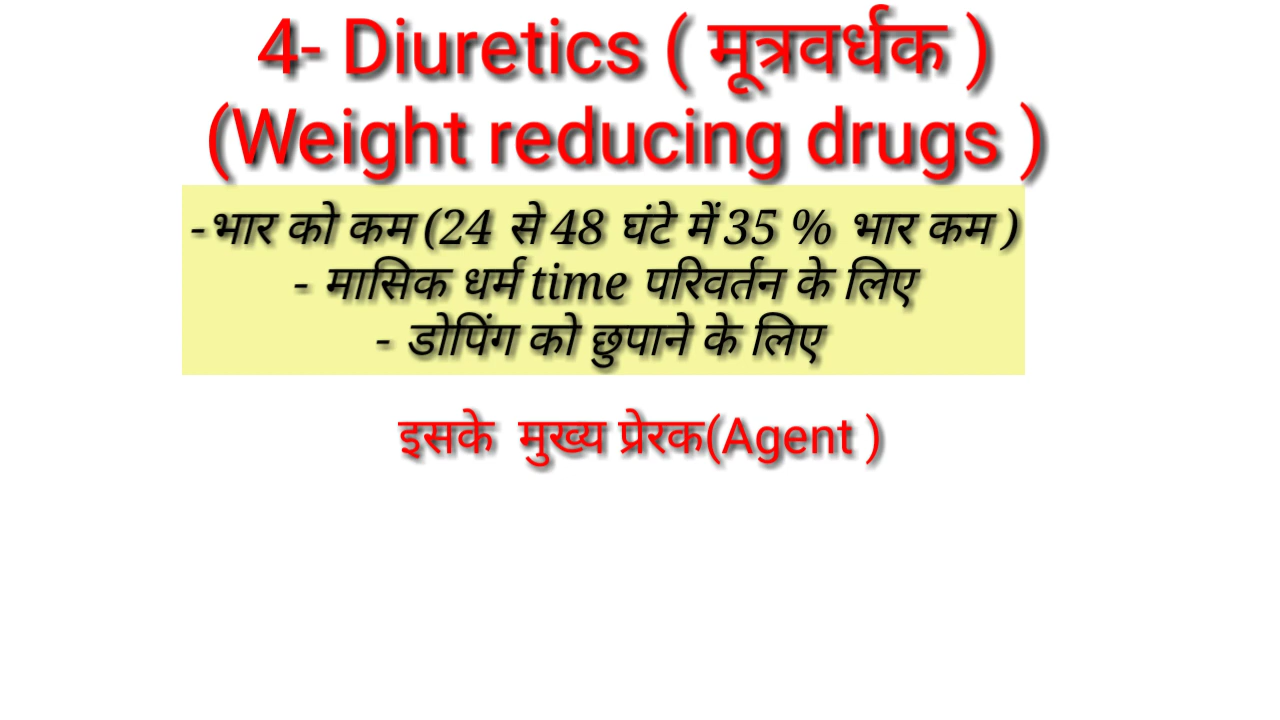 4- Diuretics ( मूत्रवर्धक )
(Weight reducing drugs )
-भार को कम (24 से 48 घंटे में 35 % भार कम )
- मासिक धर्म time परिवर्तन के लिए
- डोपिंग को छुपाने के लिए
इसके मुख्य प्रेरक(Agent )